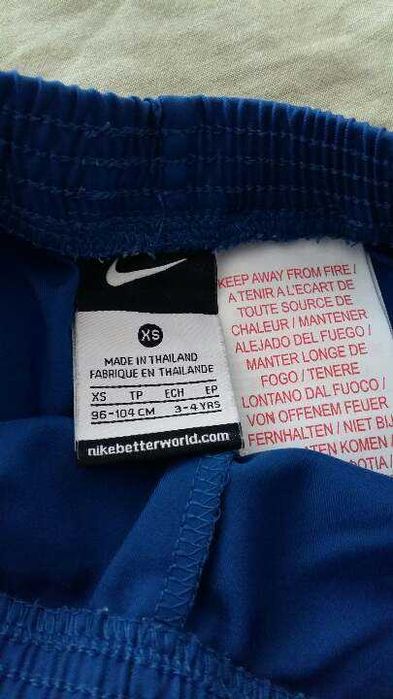 XS
MADE IN THAILAND
FABRIQUE EN THAILANDE
XS TP ECH EP
96-104 CM 3-4 YRS
nikebetterworld.com
KEEP AWAY FROM FIRE /
A TENIR A L'ECART DE
TOUTE SOURCE DE
CHALEUR / MANTENER
ALEJADO DEL FUEGO /
MANTER LONGE DE
FOGO / TENERE
LONTANO DAL FUOCO /
VON OFFENEM FEUER
FERNHALTEN / NIET BIJ
KOMEN /